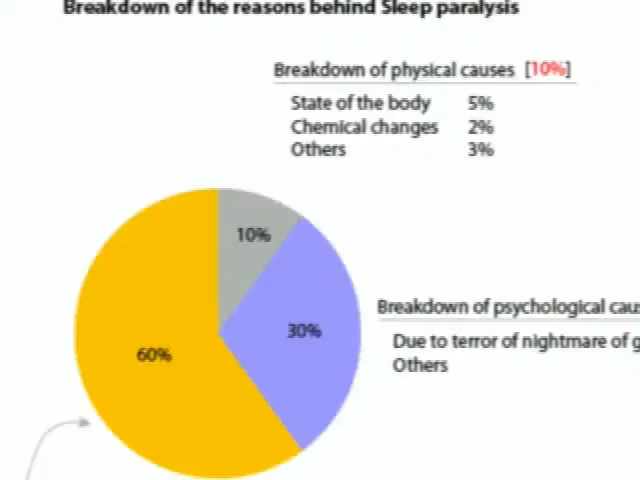 Breakdown of the reasons behind Sleep paralysis
Breakdown of physical causes [10%]
State of the body 5%
Chemical changes 2%
Others 3%
10%
30%
60%
Breakdown of psychological
Due to terror of nightmare of
Others